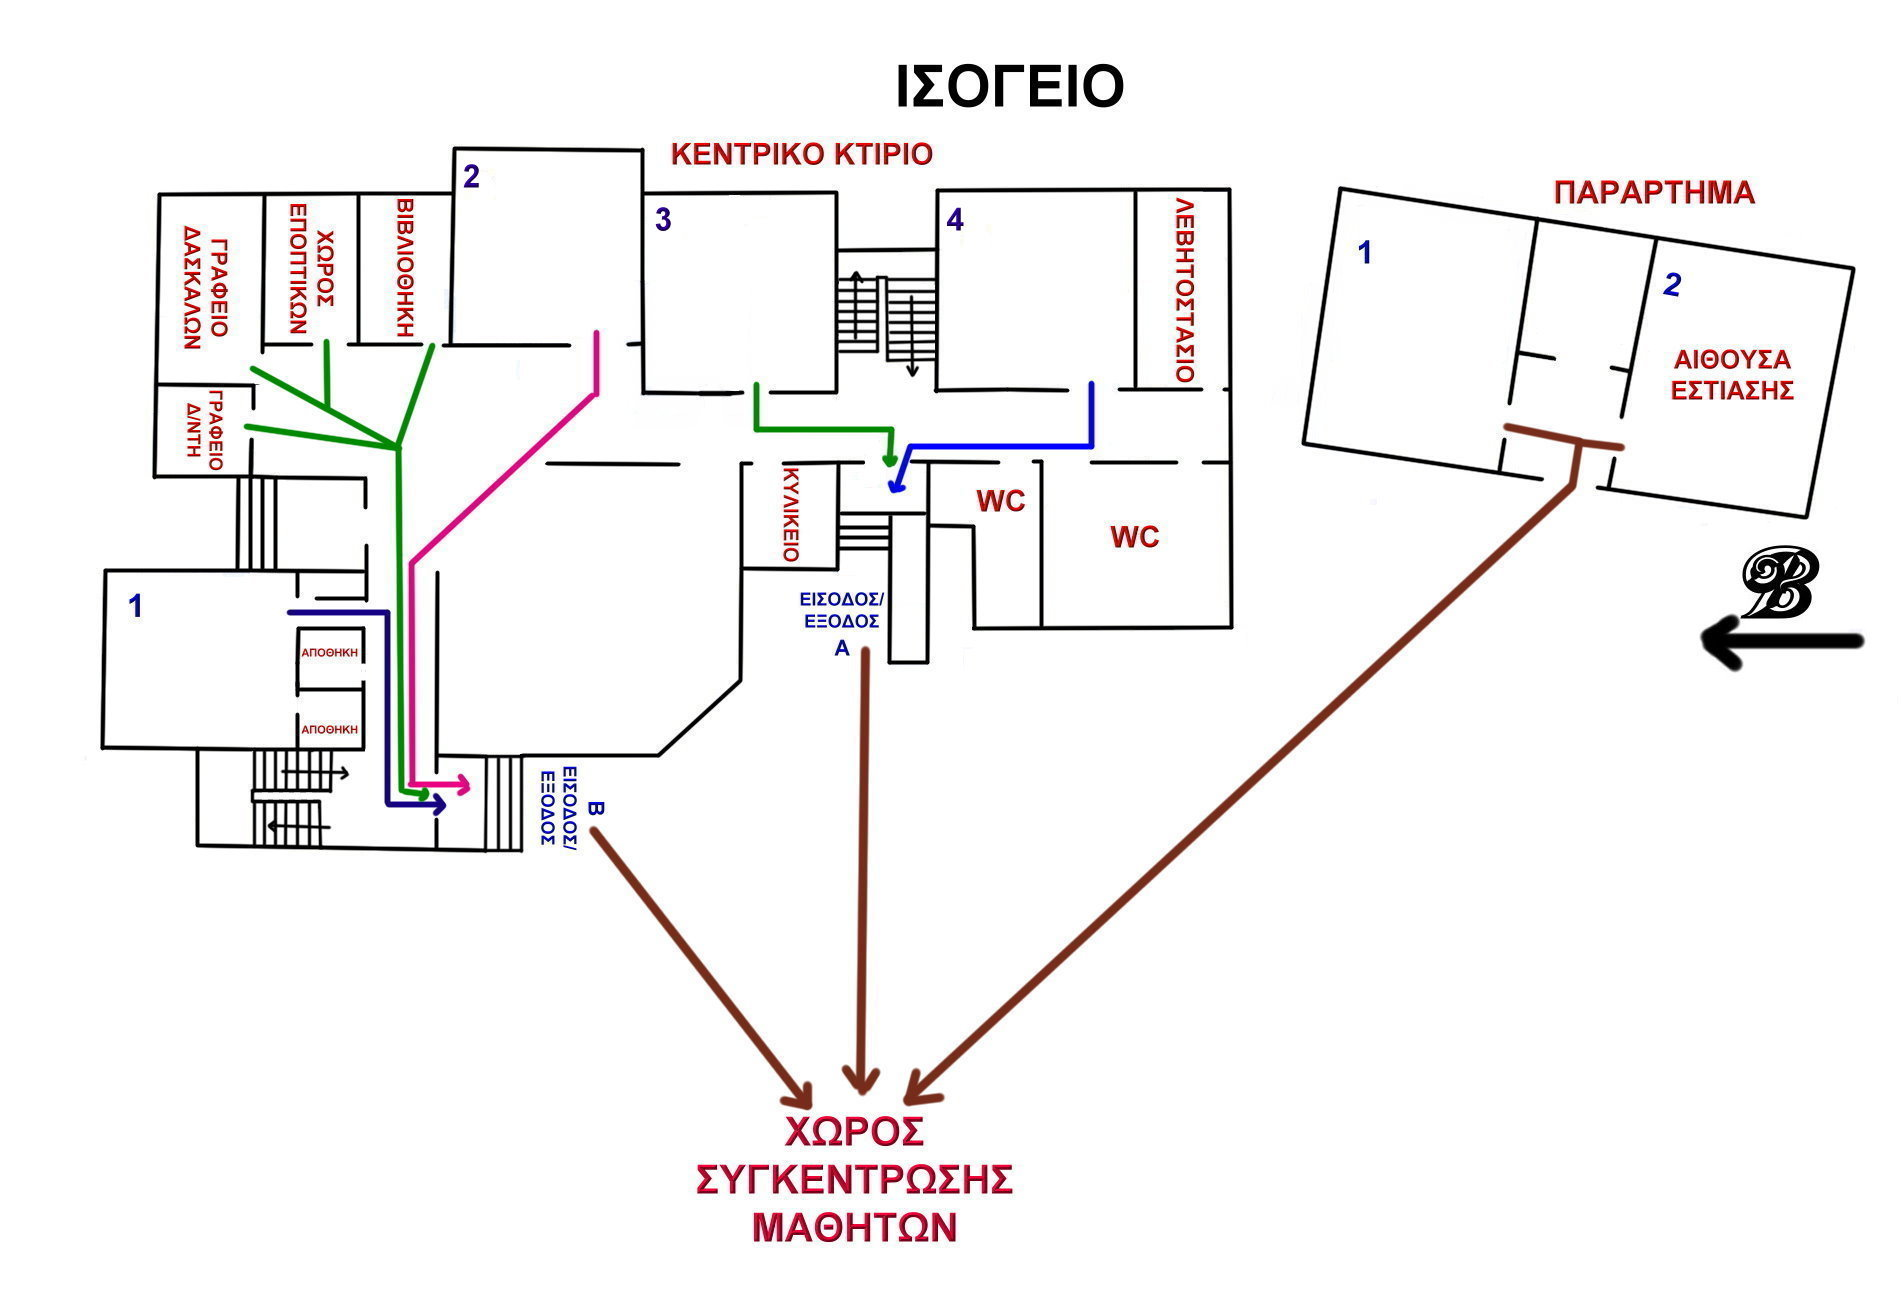 ΙΣΟΓΕΙΟ
ΚΕΝΤΡΙΚΟ ΚΤΙΡΙΟ
ΠΑΡΑΡΤΗΜΑ
ΓΡΑΦΕΙΟ
ΔΑΣΚΑΛΩΝ
ΧΩΡΟΣ
ΕΠΟΠΤΙΚΩΝ
ΒΙΒΛΙΟΘΗΚΗ
2
3
4
ΛΕΒΗΤΟΣΤΑΣΙΟ
1
2
ΑΙΘΟΥΣΑ
ΕΣΤΙΑΣΗΣ
ΓΡΑΦΕΙΟ
Δ/ΝΤΗ
ΚΥΛΙΚΕΙΟ
WC
WC
1
ΑΠΟΘΗΚΗ
ΑΠΟΘΗΚΗ
ΕΙΣΟΔΟΣ/
ΕΞΟΔΟΣ
Α
Β
ΕΙΣΟΔΟΣ/
ΕΞΟΔΟΣ
Β
ΧΩΡΟΣ
ΣΥΓΚΕΝΤΡΩΣΗΣ
ΜΑΘΗΤΩΝ